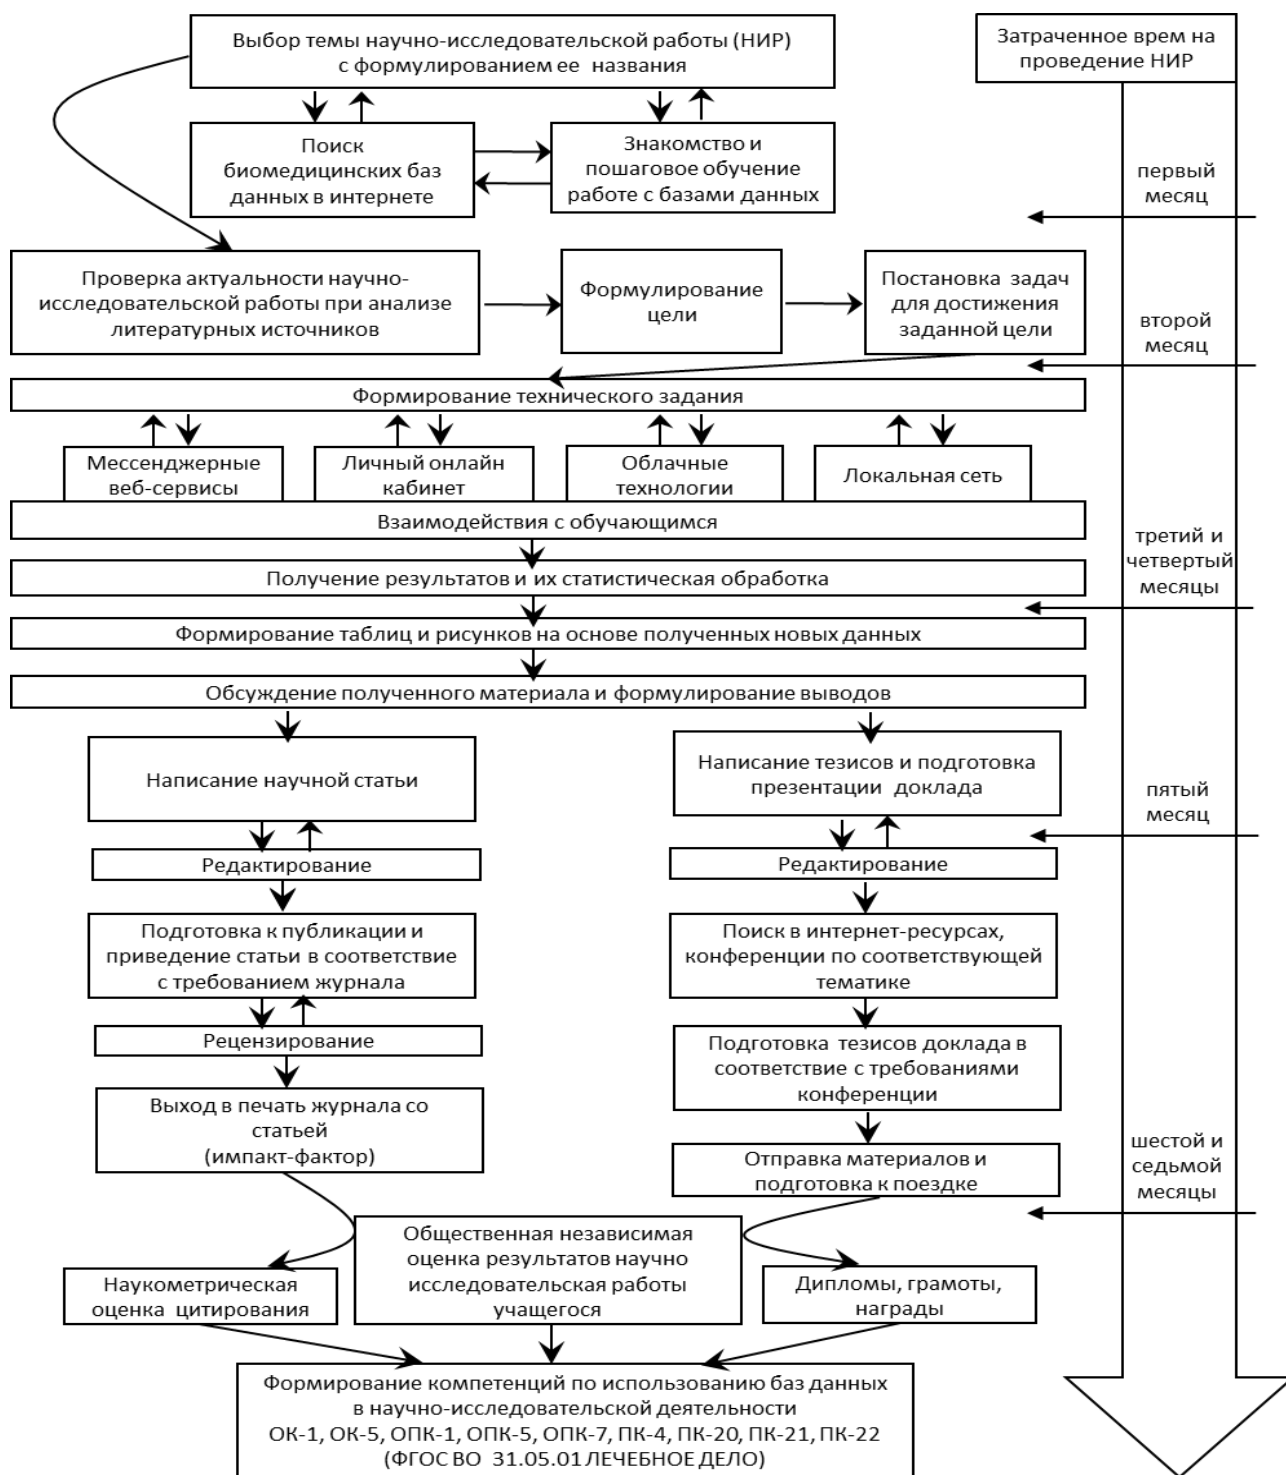 Выбор темы научно-исследовательской работы (НИР)
с формулированием ее названия
Затраченное врем на
проведение НИР
Поиск
биомедицинских баз
данных в интернете
Знакомство и
пошаговое обучение
работе с базами данных
первый
месяц
Проверка актуальности научно-
исследовательской работы при анализе
литературных источников
Формулирование
цели
Постановка задач
для достижения
заданной цели
второй
месяц
Формирование технического задания
Мессенджерные
веб-сервисы
Личный онлайн
кабинет
Облачные
технологии
Локальная сеть
Взаимодействия с обучающимся
третий и
четвертый
месяцы
Получение результатов и их статистическая обработка
Формирование таблиц и рисунков на основе полученных новых данных
Обсуждение полученного материала и формулирование выводов
Написание научной статьи
Написание тезисов и подготовка
презентации доклада
пятый
месяц
Редактирование
Редактирование
Подготовка к публикации и
приведение статьи в соответствие
с требованием журнала
Поиск в интернет-ресурсах,
конференции по соответствующей
тематике
Рецензирование
Подготовка тезисов доклада в
соответствие с требованиями
конференции
Выход в печать журнала со
статьей
(импакт-фактор)
Отправка материалов и
подготовка к поездке
шестой и
седьмой
месяцы
Наукометрическая
оценка цитирования
Общественная независимая
оценка результатов научно
исследовательская работы
учащегося
Дипломы, грамоты,
награды
Формирование компетенций по использованию баз данных
в научно-исследовательской деятельности
ОК-1, ОК-5, ОПК-1, ОПК-5, ОПК-7, ПК-4, ПК-20, ПК-21, ПК-22
(ФГОС ВО 31.05.01 ЛЕЧЕБНОЕ ДЕЛО)